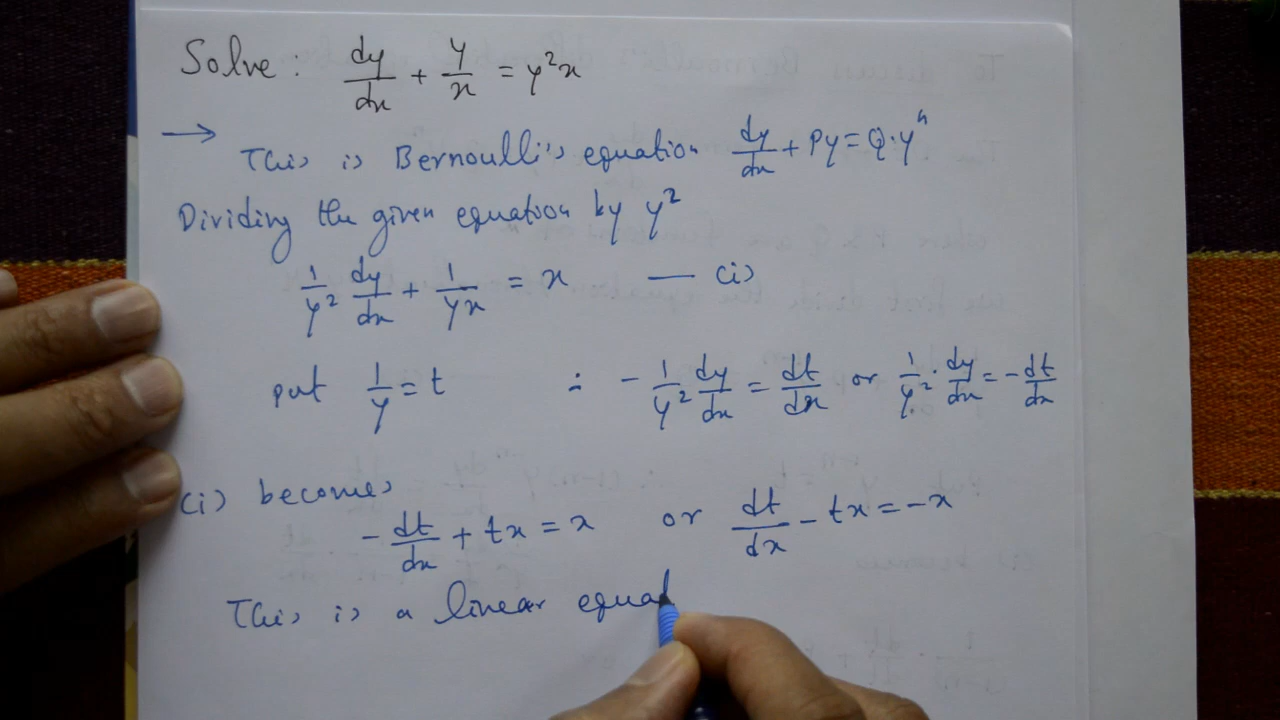 Solve : dy/dx + y/x = y²x
→ This is Bernoulli's equation dy/dx + Py = Q·yⁿ
Dividing the given equation by y²
1/y² dy/dx + 1/yx = x — (i)
put 1/y = t ∴ - 1/y² dy/dx = dt/dx or 1/y² · dy/dx = - dt/dx
(i) becomes
- dt/dx + tx = x or dt/dx - tx = -x
This is a linear equat